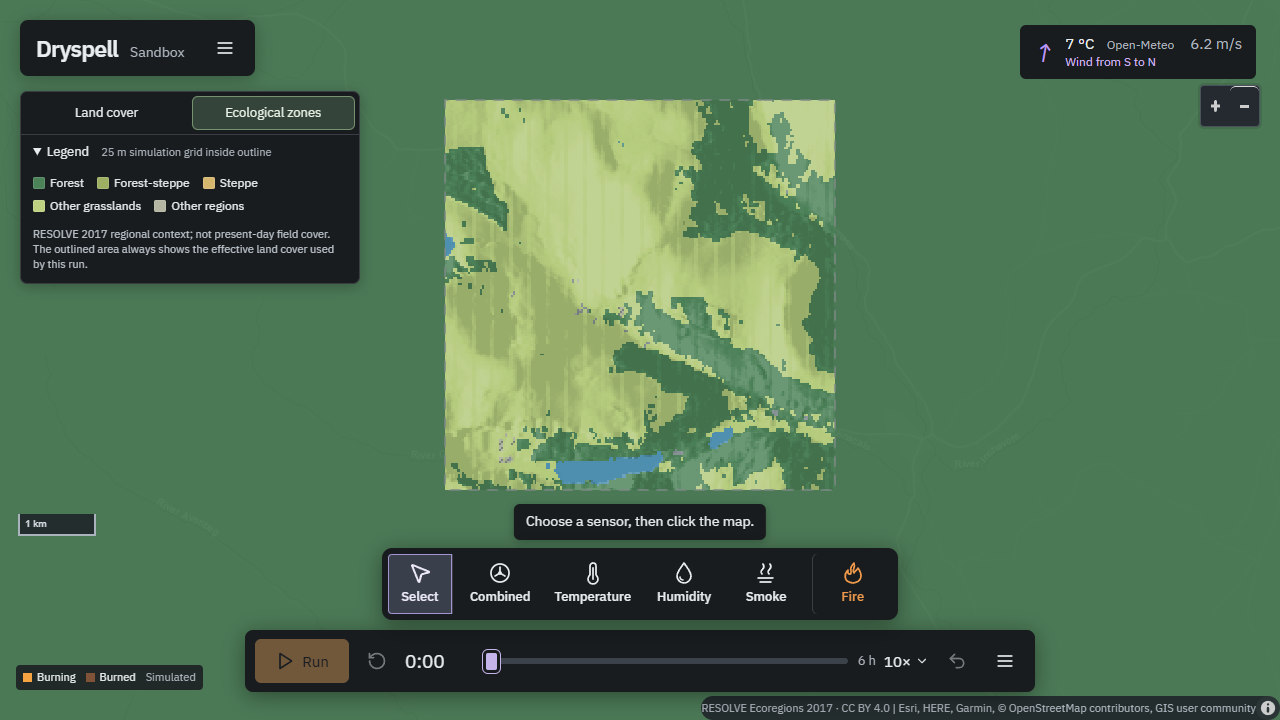 Dryspell Sandbox
7 °C Open-Meteo 6.2 m/s
Wind from S to N
+ −
Land cover Ecological zones
Legend 25 m simulation grid inside outline
Forest Forest-steppe Steppe
Other grasslands Other regions
RESOLVE 2017 regional context; not present-day field cover.
The outlined area always shows the effective land cover used
by this run.
1 km
Choose a sensor, then click the map.
Select Combined Temperature Humidity Smoke Fire
Run 0:00 6 h 10×
Burning Burned Simulated
RESOLVE Ecoregions 2017 · CC BY 4.0 | Esri, HERE, Garmin, © OpenStreetMap contributors, GIS user community